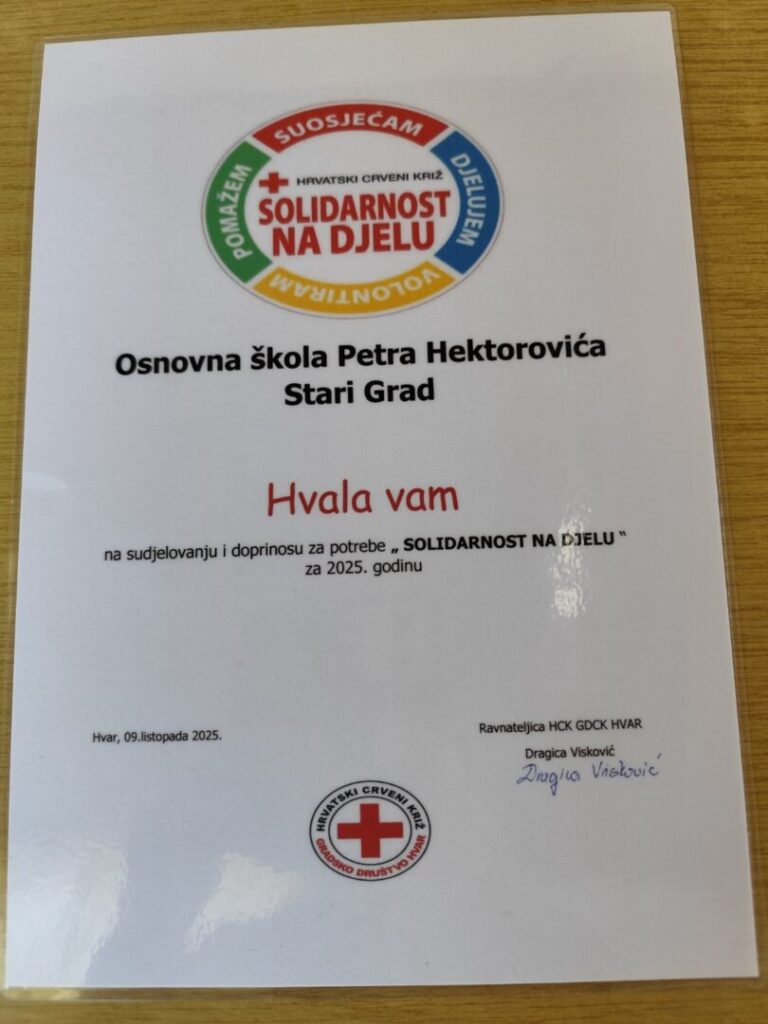 SUOSJEĆAM
POMAŽEM
DJELUJEM
HRVATSKI CRVENI KRIŽ
SOLIDARNOST
NA DJELU
VOLONTIRAM
Osnovna škola Petra Hektorovića
Stari Grad
Hvala vam
na sudjelovanju i doprinosu za potrebe „ SOLIDARNOST NA DJELU “
za 2025. godinu
Hvar, 09.listopada 2025.
Ravnateljica HCK GDCK HVAR
Dragica Visković
Dragica Visković
HRVATSKI CRVENI KRIŽ
GRADSKO DRUŠTVO HVAR